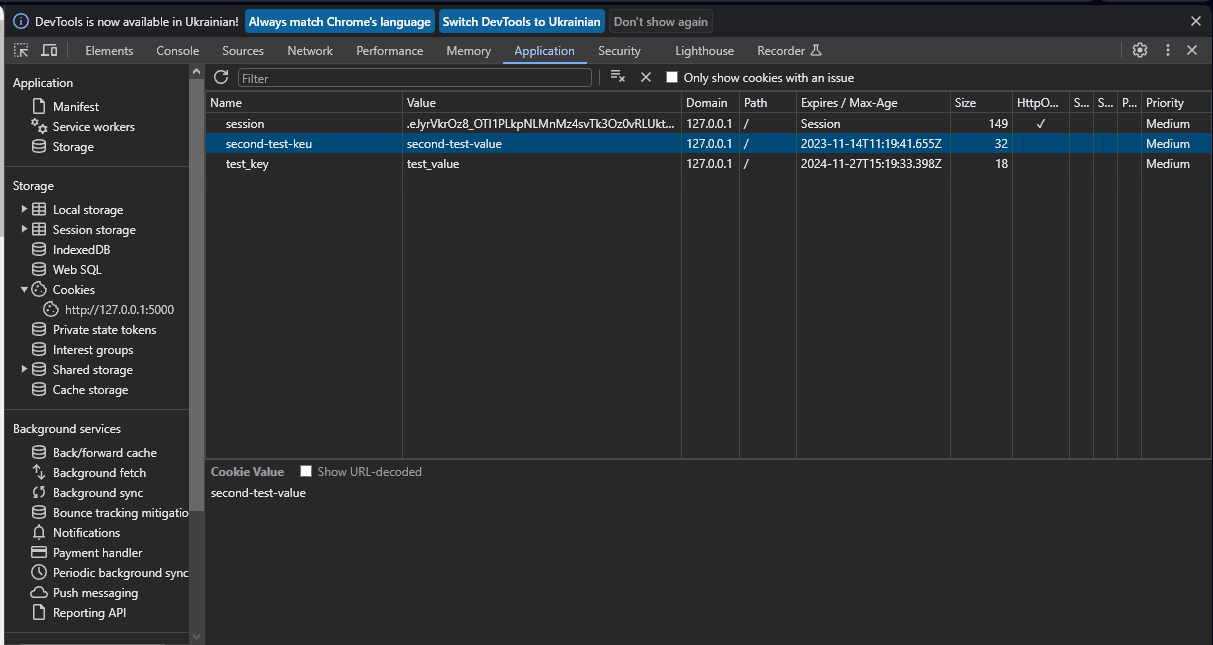 DevTools is now available in Ukrainian! Always match Chrome's language Switch DevTools to Ukrainian Don't show again
Elements Console Sources Network Performance Memory Application Security Lighthouse Recorder
Application
Manifest
Service workers
Storage
Storage
Local storage
Session storage
IndexedDB
Web SQL
Cookies
http://127.0.0.1:5000
Private state tokens
Interest groups
Shared storage
Cache storage
Background services
Back/forward cache
Background fetch
Background sync
Bounce tracking mitigatio
Notifications
Payment handler
Periodic background sync
Push messaging
Reporting API
Filter Only show cookies with an issue
Name Value Domain Path Expires / Max-Age Size HttpO... S... S... P... Priority
session .eJyrVkrOz8_OTI1PLkpNLMnMz4svTk3Oz0vRLUkt... 127.0.0.1 / Session 149 ✓ Medium
second-test-keu second-test-value 127.0.0.1 / 2023-11-14T11:19:41.655Z 32 Medium
test_key test_value 127.0.0.1 / 2024-11-27T15:19:33.398Z 18 Medium
Cookie Value Show URL-decoded
second-test-value